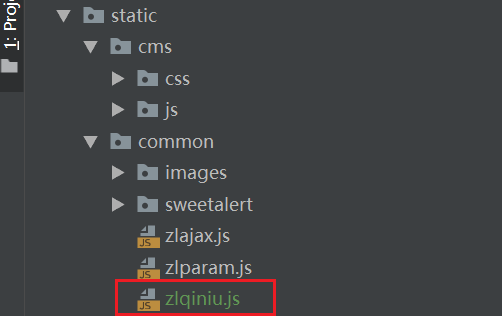 1: Proj
static
cms
css
js
common
images
sweetalert
JS zlajax.js
JS zlparam.js
JS zlqiniu.js